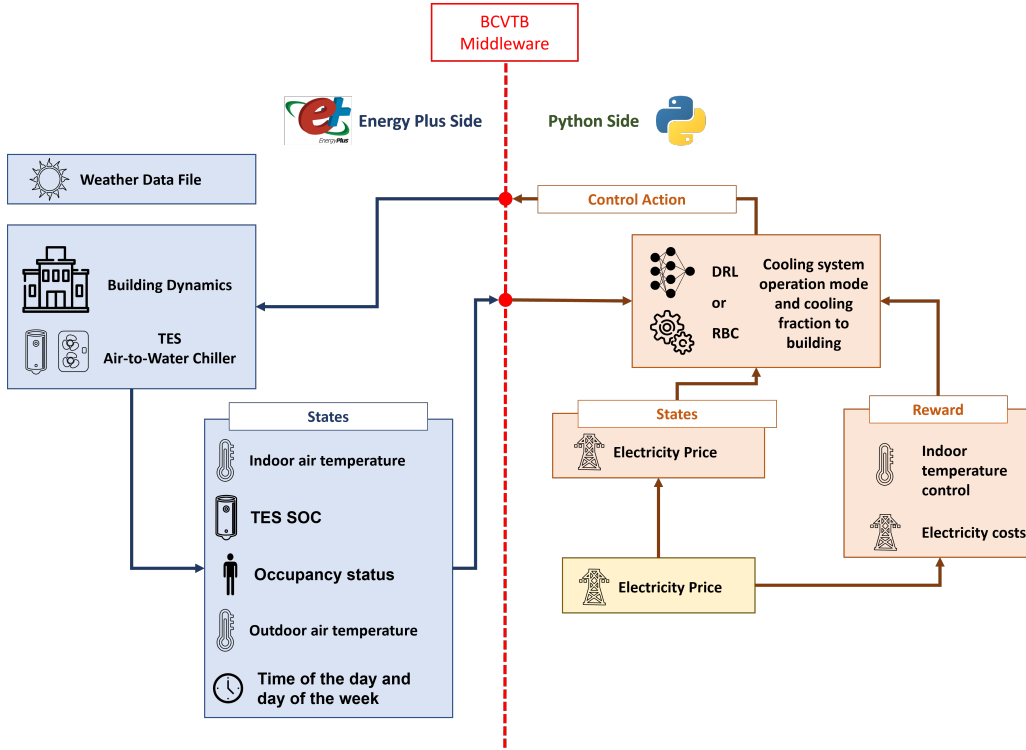 BCVTB
Middleware
e+
EnergyPlus
Energy Plus Side
Python Side
Weather Data File
Control Action
Building Dynamics
TES
Air-to-Water Chiller
DRL
or
RBC
Cooling system
operation mode
and cooling
fraction to
building
States
Indoor air temperature
TES SOC
Occupancy status
Outdoor air temperature
Time of the day and
day of the week
States
Electricity Price
Reward
Indoor
temperature
control
Electricity costs
Electricity Price